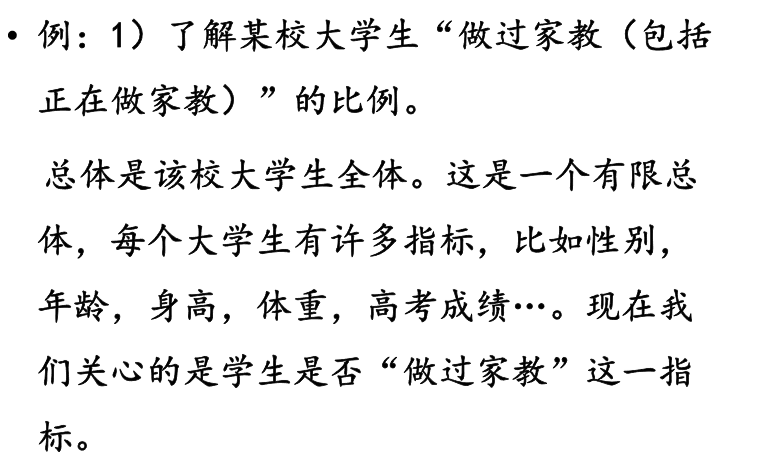 • 例：1）了解某校大学生“做过家教（包括
正在做家教）”的比例。
总体是该校大学生全体。这是一个有限总
体，每个大学生有许多指标，比如性别，
年龄，身高，体重，高考成绩…。现在我
们关心的是学生是否“做过家教”这一指
标。